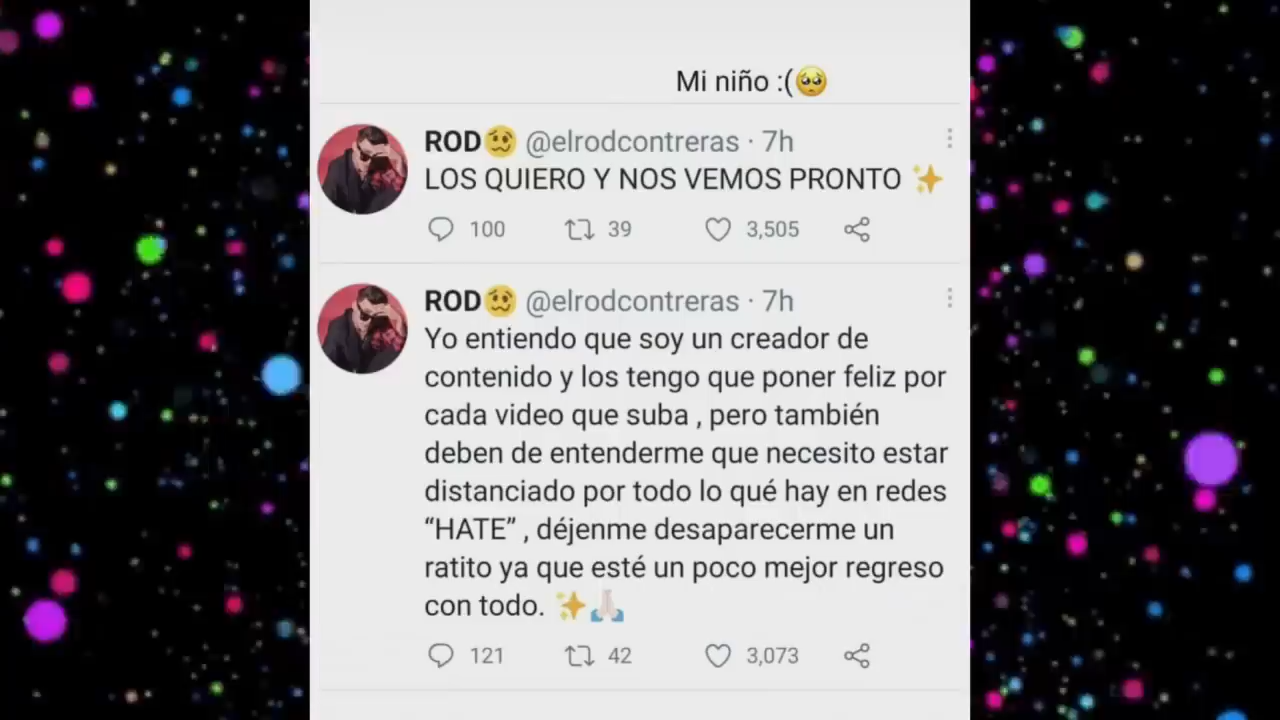 Mi niño :(🥺
ROD🥴 @elrodcontreras · 7h
LOS QUIERO Y NOS VEMOS PRONTO ✨
100 39 3,505
ROD🥴 @elrodcontreras · 7h
Yo entiendo que soy un creador de
contenido y los tengo que poner feliz por
cada video que suba , pero también
deben de entenderme que necesito estar
distanciado por todo lo qué hay en redes
“HATE” , déjenme desaparecerme un
ratito ya que esté un poco mejor regreso
con todo. ✨🙏🏻
121 42 3,073